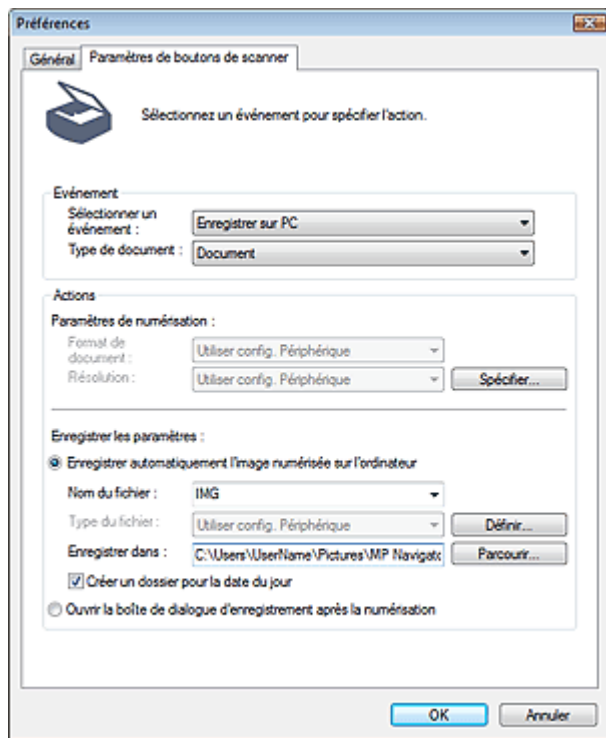 Préférences
Général
Paramètres de boutons de scanner
Sélectionnez un événement pour spécifier l'action.
Evénement
Sélectionner un
événement :
Enregistrer sur PC
Type de document :
Document
Actions
Paramètres de numérisation :
Format de
document :
Utiliser config. Périphérique
Résolution :
Utiliser config. Périphérique
Spécifier...
Enregistrer les paramètres :
Enregistrer automatiquement l'image numérisée sur l'ordinateur
Nom du fichier :
IMG
Type du fichier :
Utiliser config. Périphérique
Définir...
Enregistrer dans :
C:\Users\UserName\Pictures\MP Navigato
Parcourir...
Créer un dossier pour la date du jour
Ouvrir la boîte de dialogue d'enregistrement après la numérisation
OK
Annuler